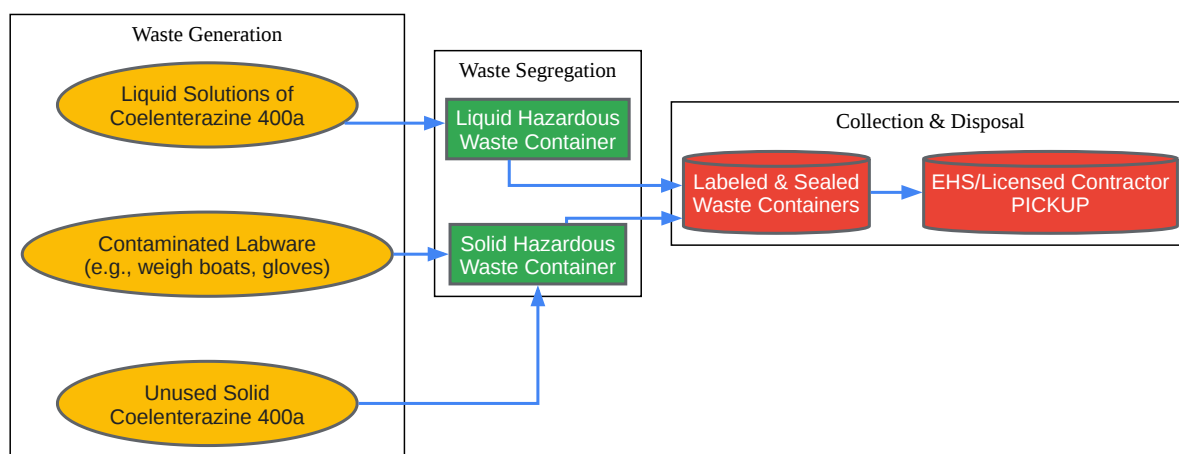 Waste Generation
Liquid Solutions of
Coelenterazine 400a
Contaminated Labware
(e.g., weigh boats, gloves)
Unused Solid
Coelenterazine 400a
Waste Segregation
Liquid Hazardous
Waste Container
Solid Hazardous
Waste Container
Collection & Disposal
Labeled & Sealed
Waste Containers
EHS/Licensed Contractor
PICKUP